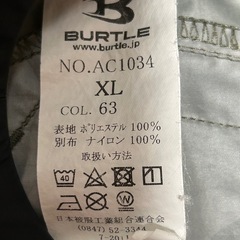 BURTLE
www.burtle.jp
NO.AC1034
XL
COL. 63
表地 ポリエステル 100%
別布 ナイロン 100%
取扱い方法
40
日本被服工業組合連合会
(0847) 52-3344